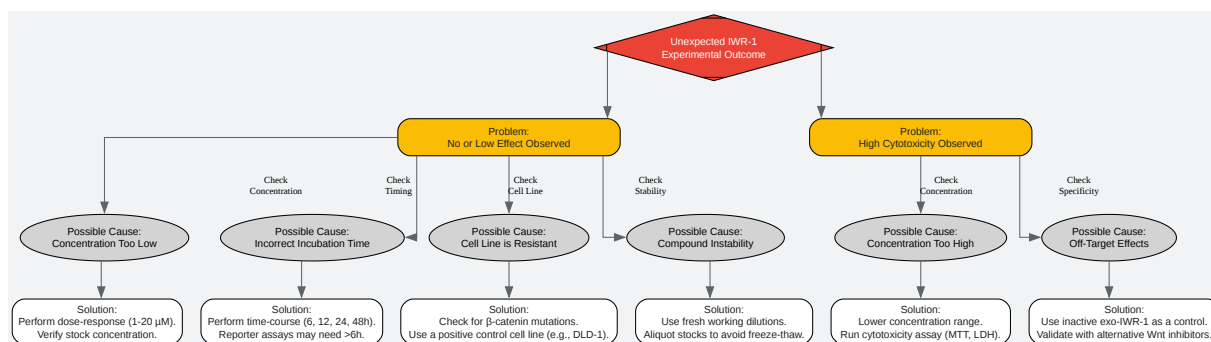 Unexpected IWR-1
Experimental Outcome
Problem:
No or Low Effect Observed
Problem:
High Cytotoxicity Observed
Check
Concentration
Check
Timing
Check
Cell Line
Check
Stability
Check
Concentration
Check
Specificity
Possible Cause:
Concentration Too Low
Possible Cause:
Incorrect Incubation Time
Possible Cause:
Cell Line is Resistant
Possible Cause:
Compound Instability
Possible Cause:
Concentration Too High
Possible Cause:
Off-Target Effects
Solution:
Perform dose-response (1-20 μM).
Verify stock concentration.
Solution:
Perform time-course (6, 12, 24, 48h).
Reporter assays may need >6h.
Solution:
Check for β-catenin mutations.
Use a positive control cell line (e.g., DLD-1).
Solution:
Use fresh working dilutions.
Aliquot stocks to avoid freeze-thaw.
Solution:
Lower concentration range.
Run cytotoxicity assay (MTT, LDH).
Solution:
Use inactive exo-IWR-1 as a control.
Validate with alternative Wnt inhibitors.